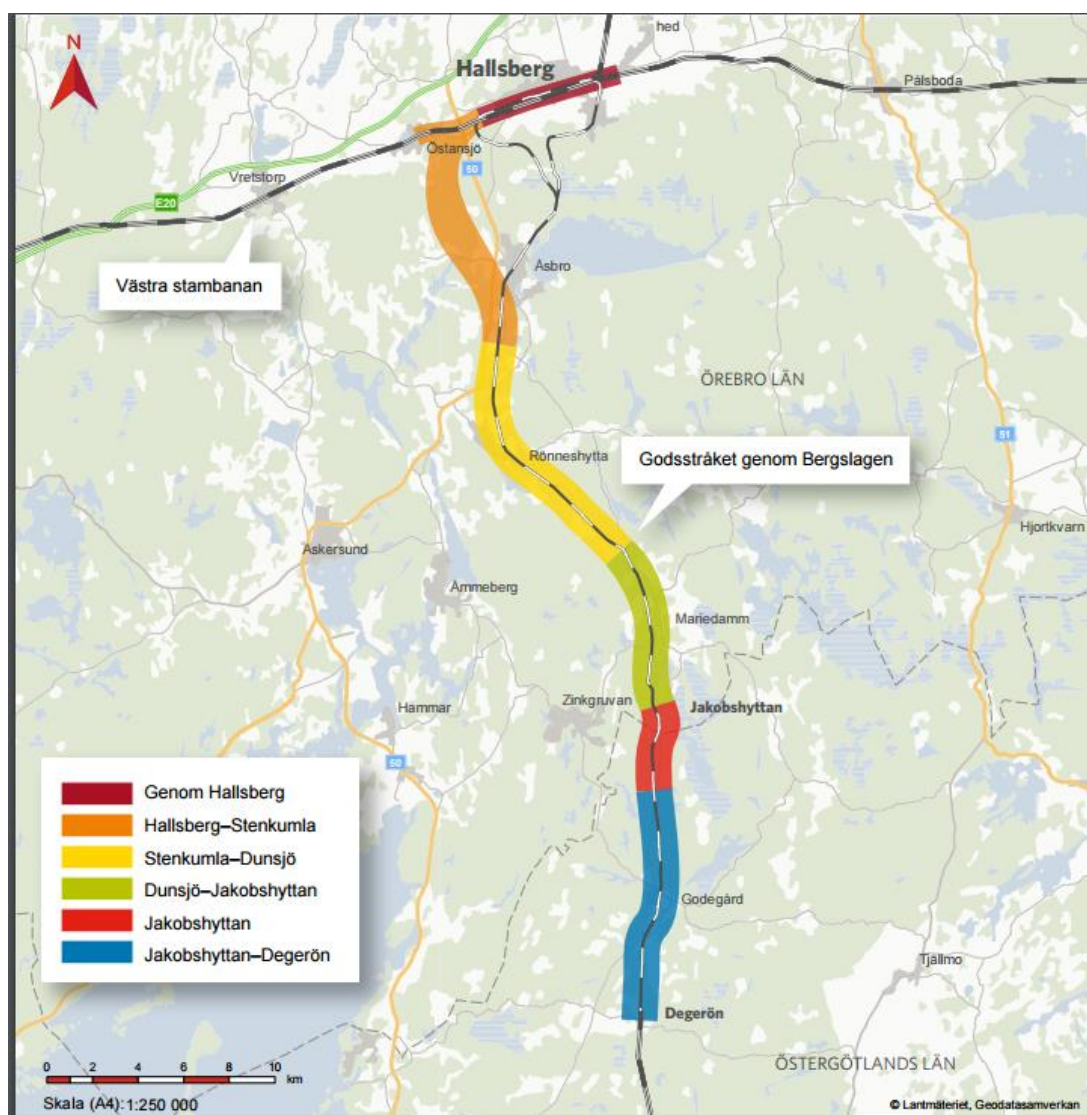 N
hed
Hallsberg
Pålsboda
Östansjö
50
Vretstorp
E20
Västra stambanan
Åsbro
ÖREBRO LÄN
51
Rönneshytta
Godsstråket genom Bergslagen
Hjortkvarn
Askersund
Åmmeberg
Mariedamm
Zinkgruvan
Jakobshyttan
Hammar
50
Genom Hallsberg
Hallsberg–Stenkumla
Stenkumla–Dunsjö
Dunsjö–Jakobshyttan
Jakobshyttan
Jakobshyttan–Degerön
Godegård
Tjällmo
Degerön
ÖSTERGÖTLANDS LÄN
0 2 4 6 8 10
km
Skala (A4): 1:250 000
© Lantmäteriet, Geodatasamverkan